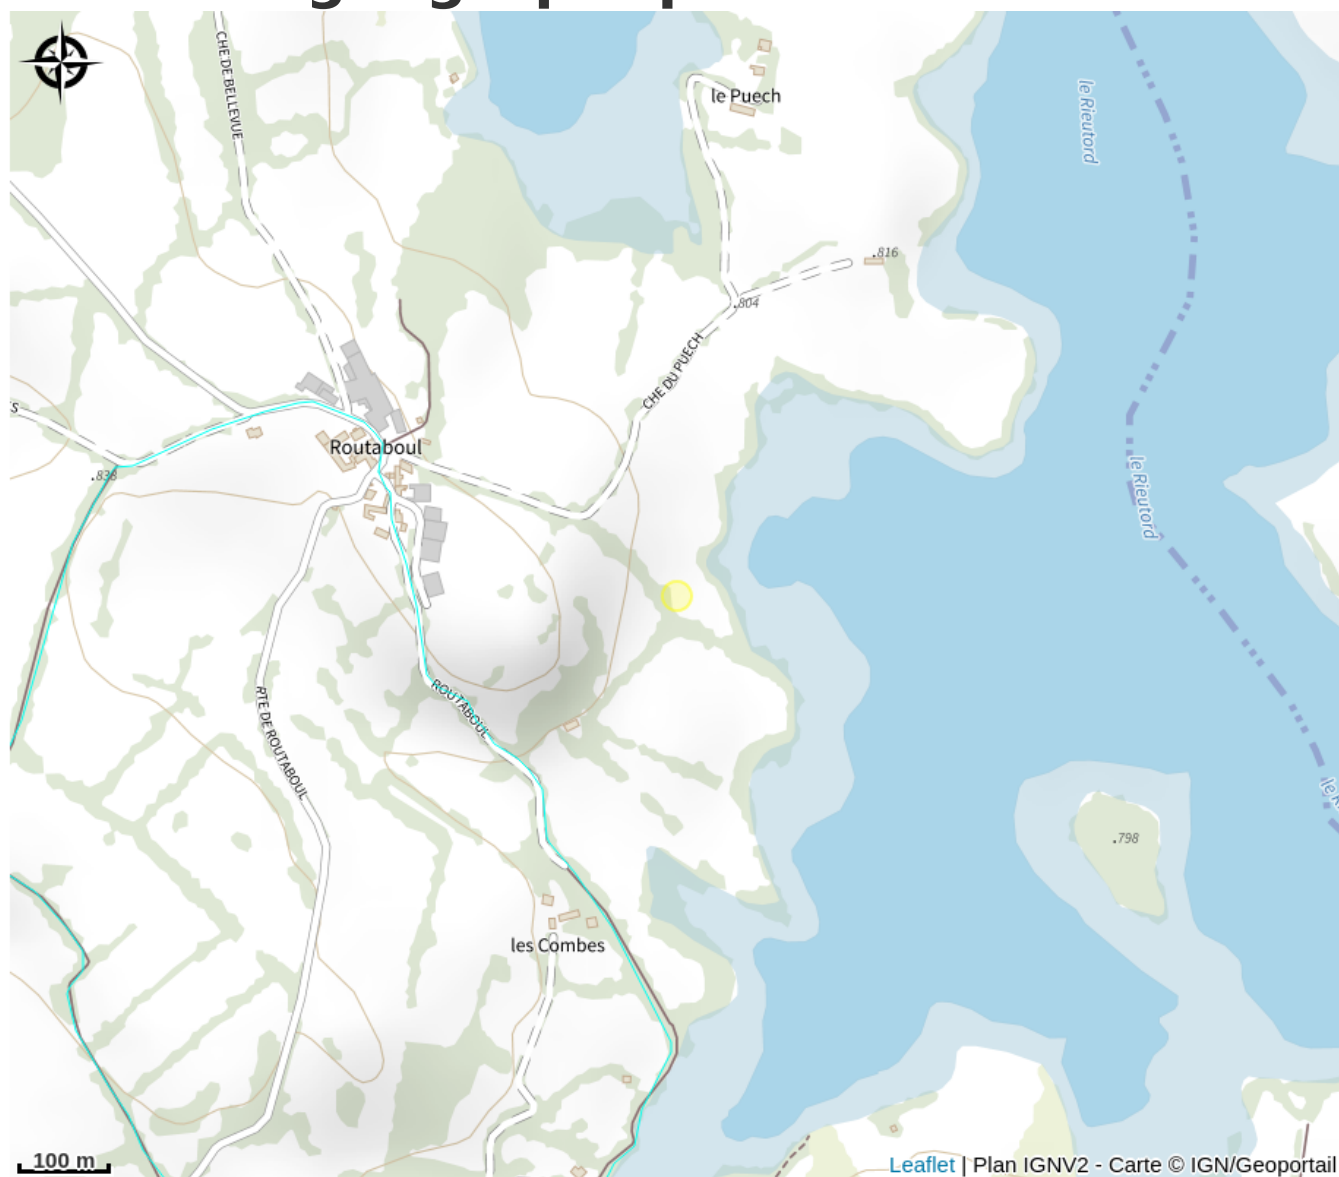 CHE DE BELLEVUE
le Puech
le Rieutord
.816
.804
CHE DU PUECH
S
Routaboul
.838
le Rieutord
ROUTABOUL
RTE DE ROUTABOUL
.798
les Combes
100 m
Leaflet | Plan IGNV2 - Carte © IGN/Geoportail